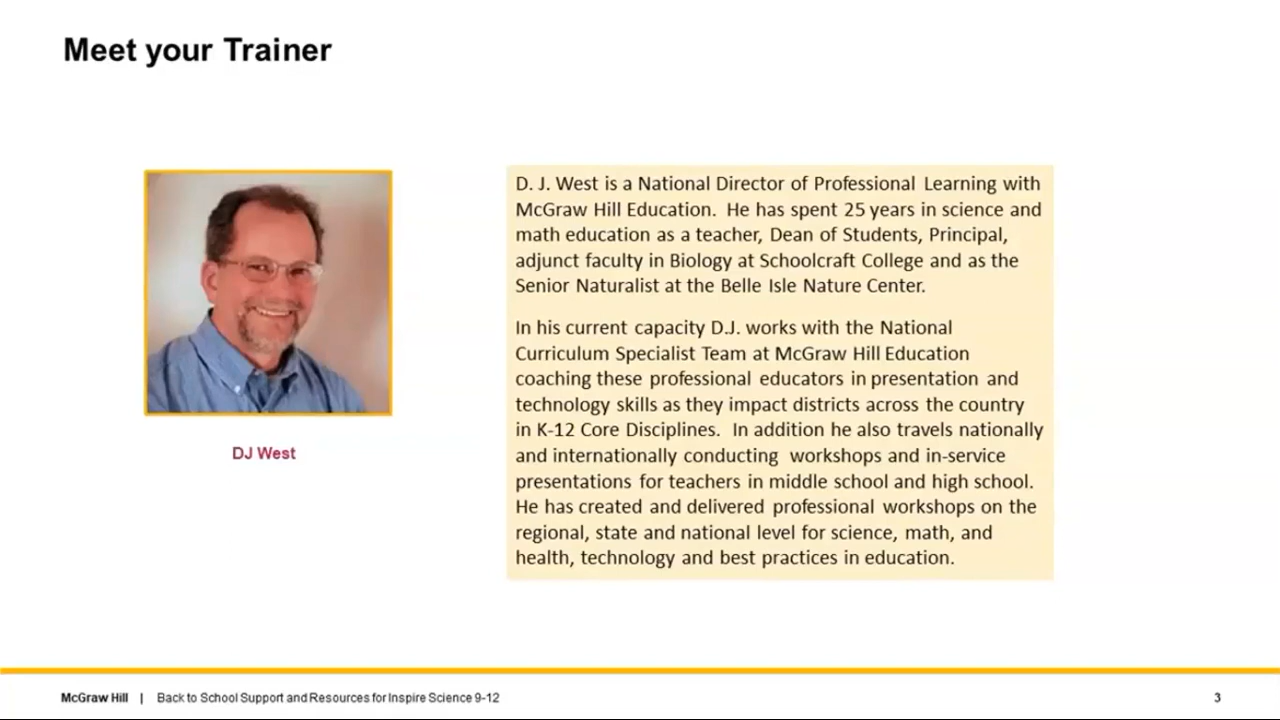 Meet your Trainer
D. J. West is a National Director of Professional Learning with
McGraw Hill Education. He has spent 25 years in science and
math education as a teacher, Dean of Students, Principal,
adjunct faculty in Biology at Schoolcraft College and as the
Senior Naturalist at the Belle Isle Nature Center.
In his current capacity D.J. works with the National
Curriculum Specialist Team at McGraw Hill Education
coaching these professional educators in presentation and
technology skills as they impact districts across the country
in K-12 Core Disciplines. In addition he also travels nationally
and internationally conducting workshops and in-service
presentations for teachers in middle school and high school.
He has created and delivered professional workshops on the
regional, state and national level for science, math, and
health, technology and best practices in education.
DJ West
McGraw Hill | Back to School Support and Resources for Inspire Science 9-12 3